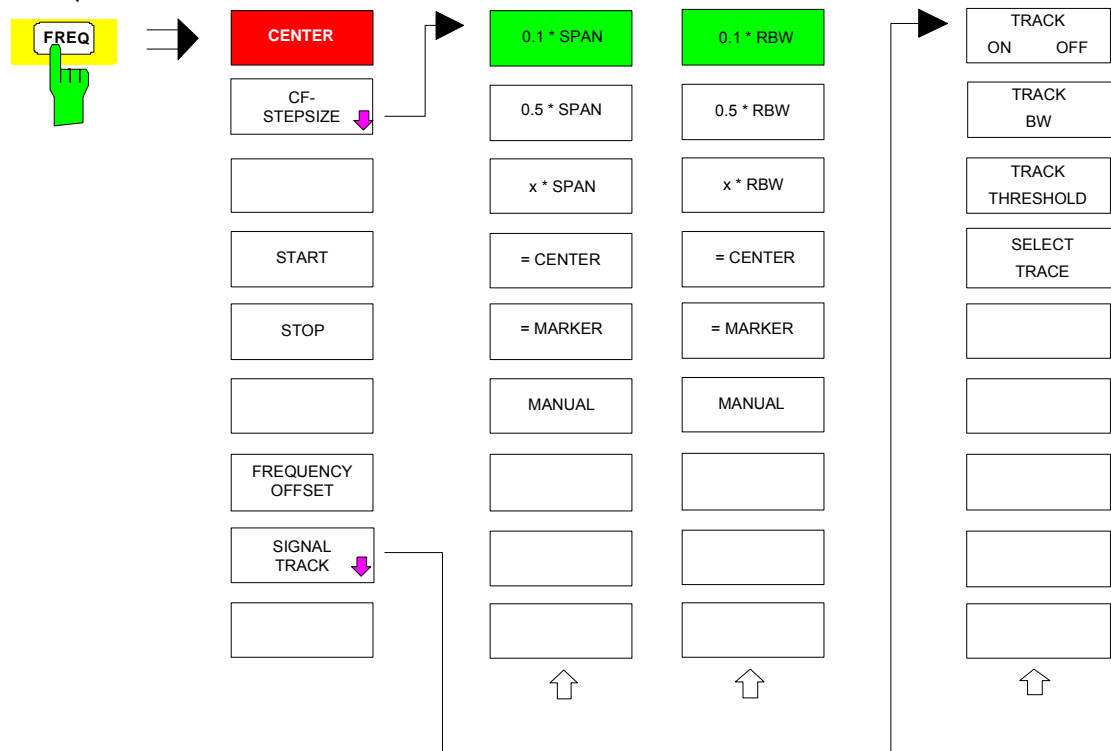 FREQ
CENTER
CF-
STEPSIZE
START
STOP
FREQUENCY
OFFSET
SIGNAL
TRACK
0.1 * SPAN
0.5 * SPAN
x * SPAN
= CENTER
= MARKER
MANUAL
0.1 * RBW
0.5 * RBW
x * RBW
= CENTER
= MARKER
MANUAL
TRACK
ON OFF
TRACK
BW
TRACK
THRESHOLD
SELECT
TRACE